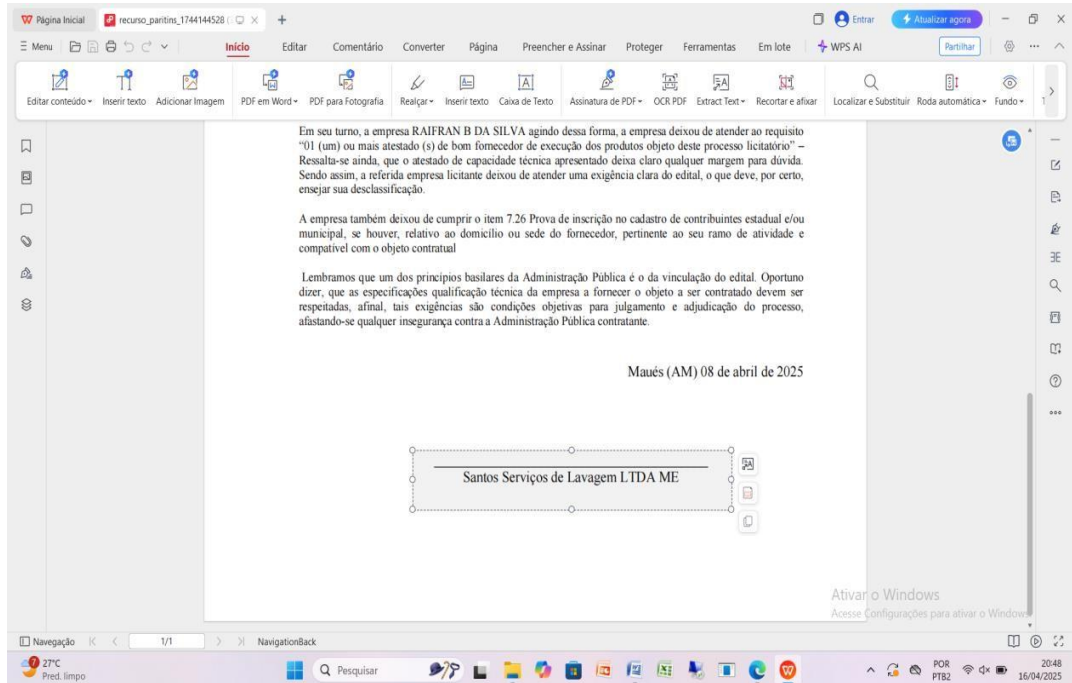 Página Inicial recurso_paritins_1744144528 ( + Entrar Atualizar agora
Menu Início Editar Comentário Converter Página Preencher e Assinar Proteger Ferramentas Em lote WPS AI Partilhar
Editar conteúdo Inserir texto Adicionar Imagem PDF em Word PDF para Fotografia Realçar Inserir texto Caixa de Texto Assinatura de PDF OCR PDF Extract Text Recortar e afixar Localizar e Substituir Roda automática Fundo
Em seu turno, a empresa RAIFRAN B DA SILVA agindo dessa forma, a empresa deixou de atender ao requisito
“01 (um) ou mais atestado (s) de bom fornecedor de execução dos produtos objeto deste processo licitatório” –
Ressalta-se ainda, que o atestado de capacidade técnica apresentado deixa claro qualquer margem para dúvida.
Sendo assim, a referida empresa licitante deixou de atender uma exigência clara do edital, o que deve, por certo,
ensejar sua desclassificação.
A empresa também deixou de cumprir o item 7.26 Prova de inscrição no cadastro de contribuintes estadual e/ou
municipal, se houver, relativo ao domicílio ou sede do fornecedor, pertinente ao seu ramo de atividade e
compatível com o objeto contratual
Lembramos que um dos princípios basilares da Administração Pública é o da vinculação do edital. Oportuno
dizer, que as especificações qualificação técnica da empresa a fornecer o objeto a ser contratado devem ser
respeitadas, afinal, tais exigências são condições objetivas para julgamento e adjudicação do processo,
afastando-se qualquer insegurança contra a Administração Pública contratante.
Maués (AM) 08 de abril de 2025
Santos Serviços de Lavagem LTDA ME
Ativar o Windows
Acesse Configurações para ativar o Windows.
Navegação 1/1 NavigationBack
7 27°C Pesquisar POR 20:48
Pred. limpo PTB2 16/04/2025